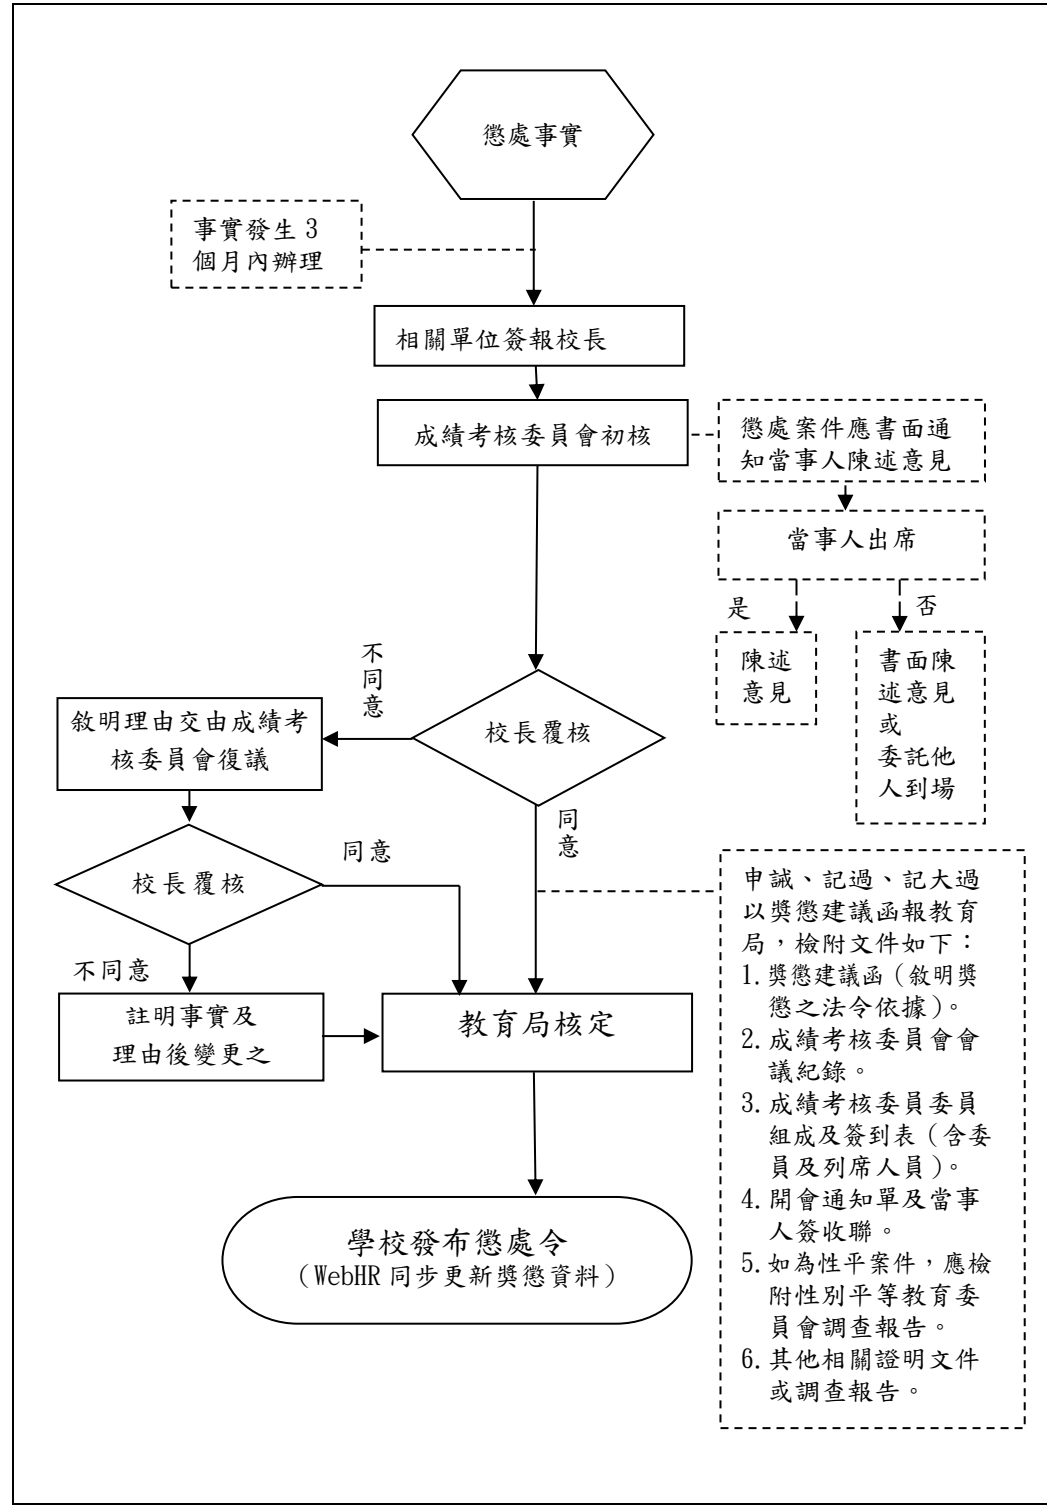 懲處事實
事實發生 3
個月內辦理
相關單位簽報校長
成績考核委員會初核
懲處案件應書面通
知當事人陳述意見
當事人出席
是
否
陳述
意見
書面陳
述意見
或
委託他
人到場
不
同
意
校長覆核
敘明理由交由成績考
核委員會復議
同
意
校長覆核
同意
不同意
註明事實及
理由後變更之
教育局核定
申誡、記過、記大過
以獎懲建議函報教育
局，檢附文件如下：
1.獎懲建議函（敘明獎
懲之法令依據）。
2.成績考核委員會會
議紀錄。
3.成績考核委員委員
組成及簽到表（含委
員及列席人員）。
4.開會通知單及當事
人簽收聯。
5.如為性平案件，應檢
附性別平等教育委
員會調查報告。
6.其他相關證明文件
或調查報告。
學校發布懲處令
（WebHR 同步更新獎懲資料）